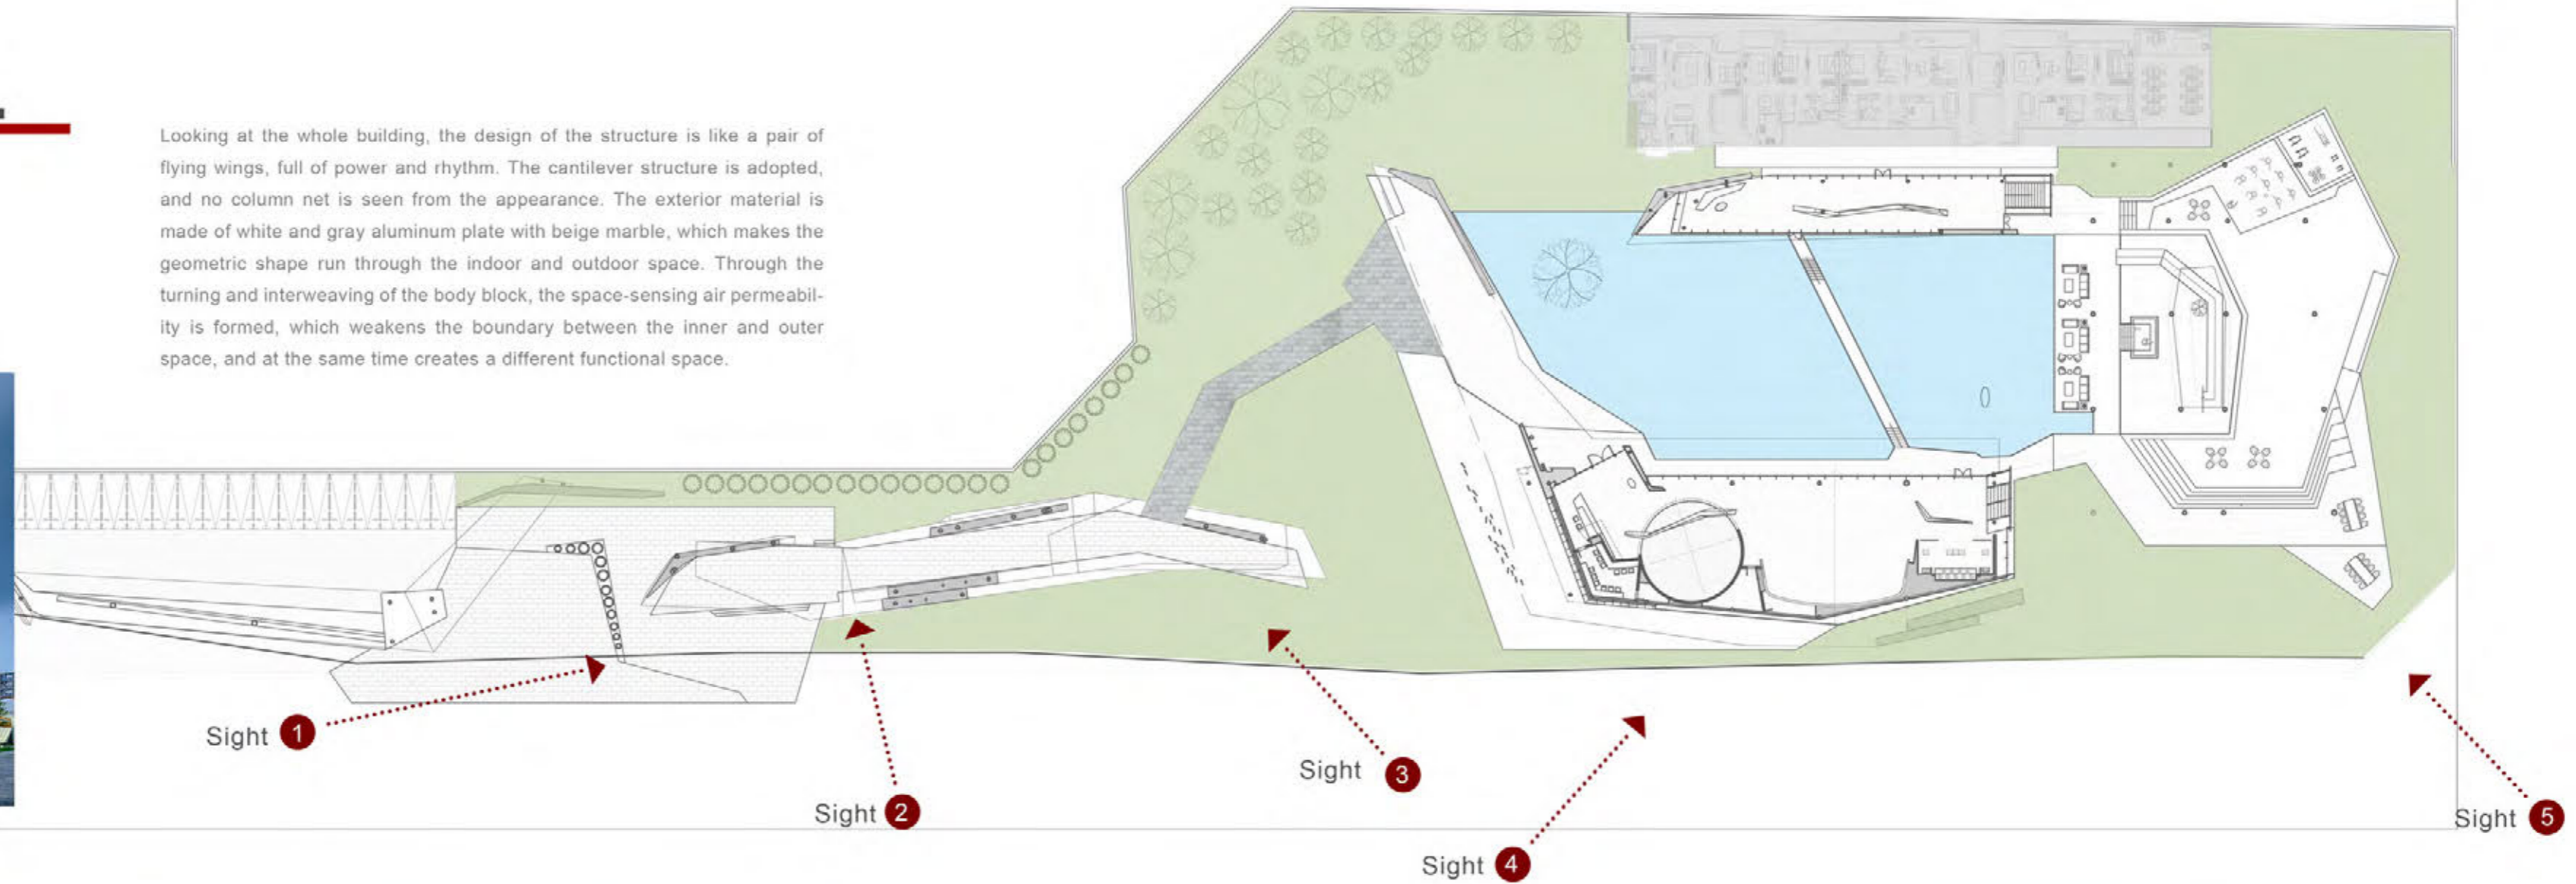 Looking at the whole building, the design of the structure is like a pair of
flying wings, full of power and rhythm. The cantilever structure is adopted,
and no column net is seen from the appearance. The exterior material is
made of white and gray aluminum plate with beige marble, which makes the
geometric shape run through the indoor and outdoor space. Through the
turning and interweaving of the body block, the space-sensing air permeabil-
ity is formed, which weakens the boundary between the inner and outer
space, and at the same time creates a different functional space.
Sight 1
Sight 2
Sight 3
Sight 4
Sight 5